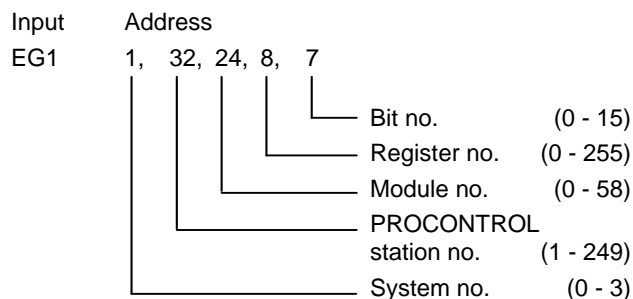 Input Address
EG1 1, 32, 24, 8, 7
Bit no. (0 - 15)
Register no. (0 - 255)
Module no. (0 - 58)
PROCONTROL
station no. (1 - 249)
System no. (0 - 3)